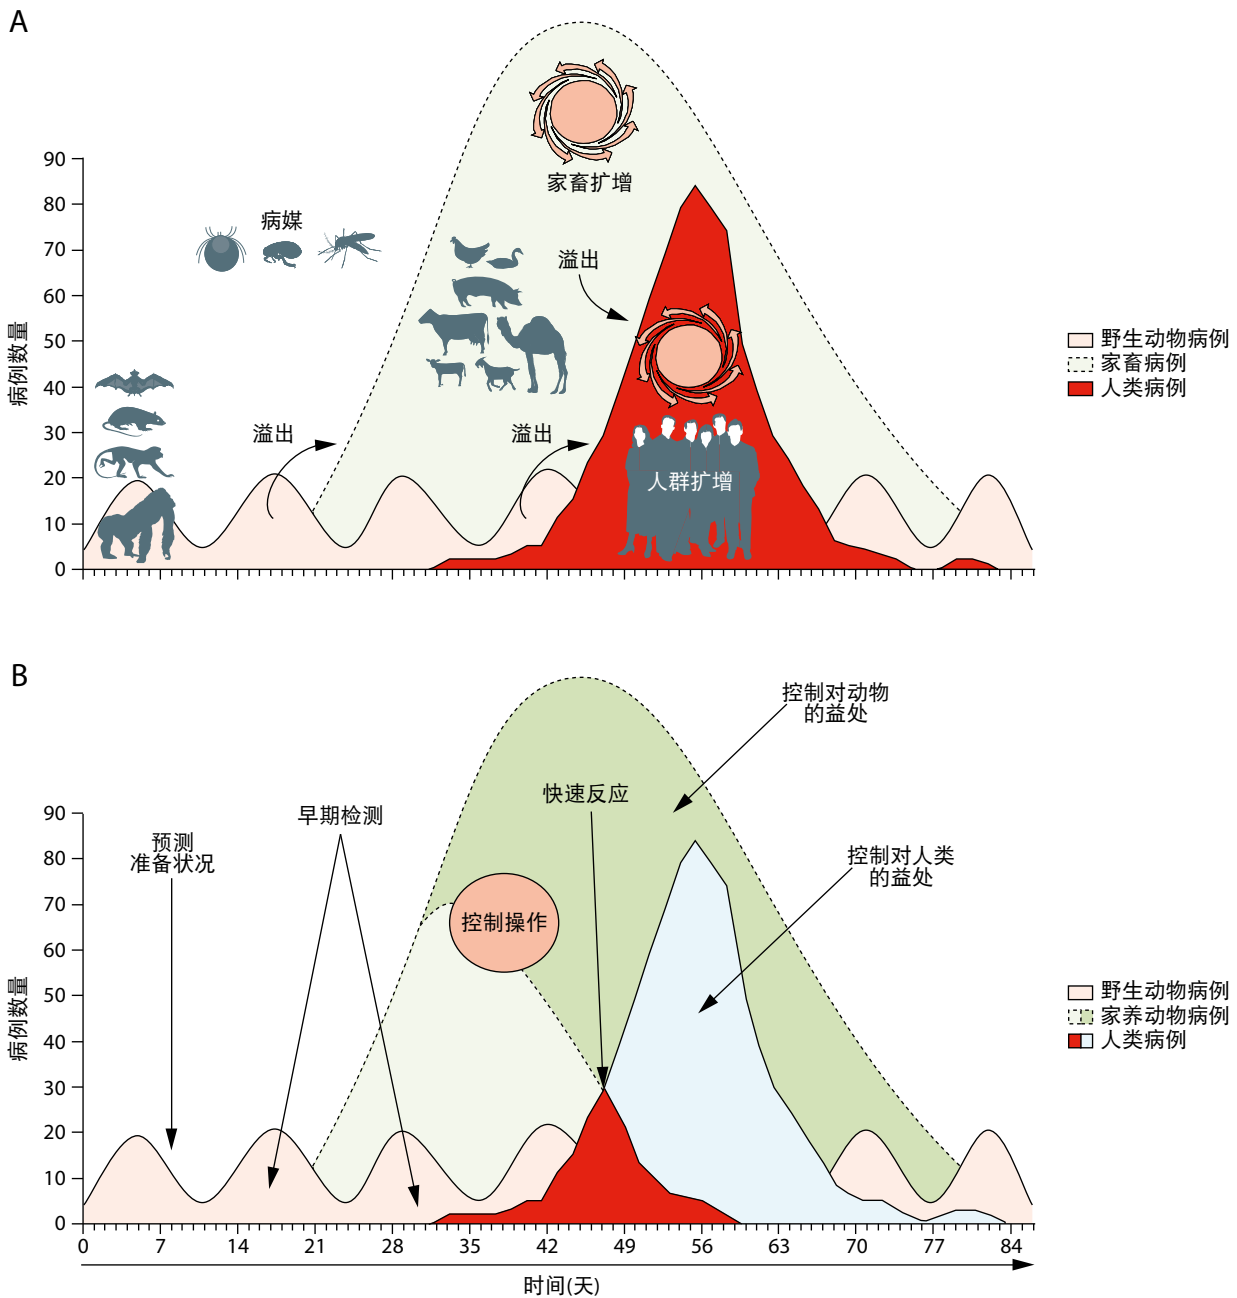 A
90
80
70
60
50
40
30
20
10
0
病例数量
病媒
家畜扩增
溢出
溢出
溢出
人群扩增
野生动物病例
家畜病例
人类病例
B
90
80
70
60
50
40
30
20
10
0
病例数量
预测
准备状况
早期检测
控制操作
快速反应
控制对动物
的益处
控制对人类
的益处
野生动物病例
家养动物病例
人类病例
0 7 14 21 28 35 42 49 56 63 70 77 84
时间(天)